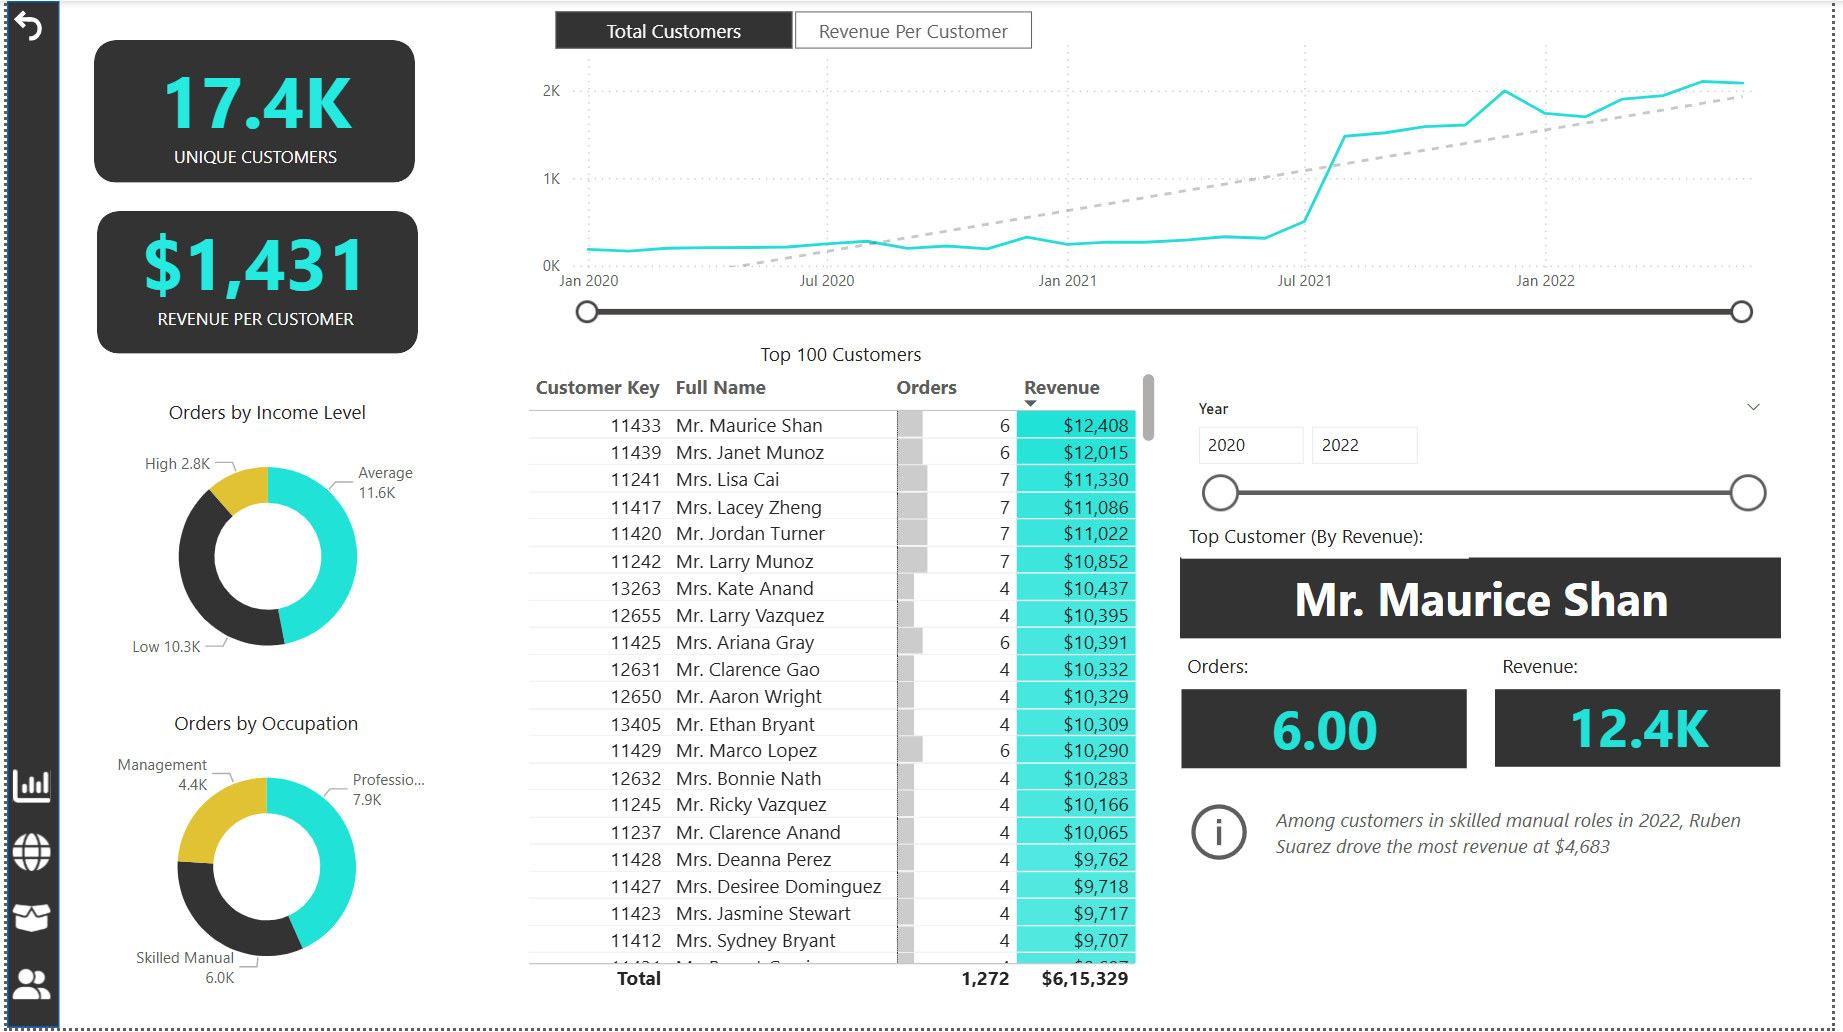 Total Customers
Revenue Per Customer
17.4K
UNIQUE CUSTOMERS
$1,431
REVENUE PER CUSTOMER
2K
1K
0K
Jan 2020
Jul 2020
Jan 2021
Jul 2021
Jan 2022
Orders by Income Level
High 2.8K
Average
11.6K
Low 10.3K
Orders by Occupation
Management
4.4K
Professio...
7.9K
Skilled Manual
6.0K
Top 100 Customers
Customer Key Full Name Orders Revenue
11433 Mr. Maurice Shan 6 $12,408
11439 Mrs. Janet Munoz 6 $12,015
11241 Mrs. Lisa Cai 7 $11,330
11417 Mrs. Lacey Zheng 7 $11,086
11420 Mr. Jordan Turner 7 $11,022
11242 Mr. Larry Munoz 7 $10,852
13263 Mrs. Kate Anand 4 $10,437
12655 Mr. Larry Vazquez 4 $10,395
11425 Mrs. Ariana Gray 6 $10,391
12631 Mr. Clarence Gao 4 $10,332
12650 Mr. Aaron Wright 4 $10,329
13405 Mr. Ethan Bryant 4 $10,309
11429 Mr. Marco Lopez 6 $10,290
12632 Mrs. Bonnie Nath 4 $10,283
11245 Mr. Ricky Vazquez 4 $10,166
11237 Mr. Clarence Anand 4 $10,065
11428 Mrs. Deanna Perez 4 $9,762
11427 Mrs. Desiree Dominguez 4 $9,718
11423 Mrs. Jasmine Stewart 4 $9,717
11412 Mrs. Sydney Bryant 4 $9,707
Total 1,272 $6,15,329
Year
2020
2022
Top Customer (By Revenue):
Mr. Maurice Shan
Orders:
6.00
Revenue:
12.4K
Among customers in skilled manual roles in 2022, Ruben
Suarez drove the most revenue at $4,683